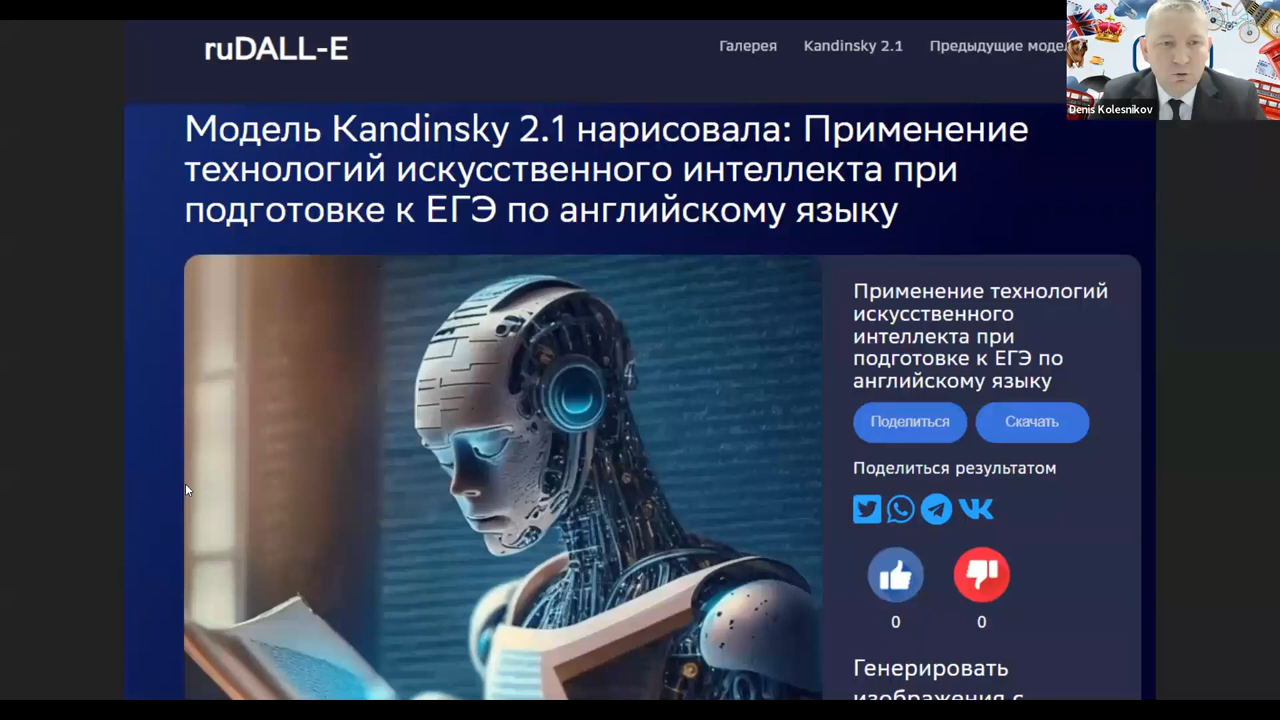 ruDALL-E
Галерея
Kandinsky 2.1
Предыдущие
Denis Kolesnikov
Модель Kandinsky 2.1 нарисовала: Применение
технологий искусственного интеллекта при
подготовке к ЕГЭ по английскому языку
Применение технологий
искусственного
интеллекта при
подготовке к ЕГЭ по
английскому языку
Поделиться
Скачать
Поделиться результатом
0
0
Генерировать
изображения с